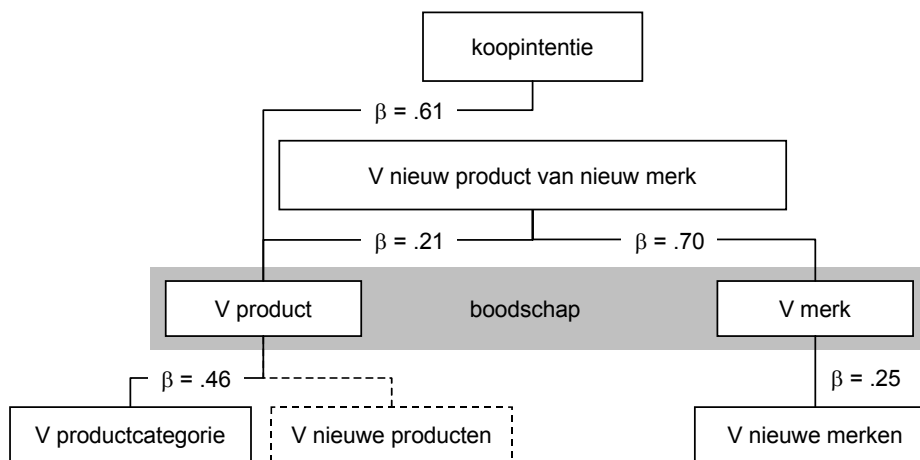 koopintentie
β = .61
V nieuw product van nieuw merk
β = .21
β = .70
V product
boodschap
V merk
β = .46
β = .25
V productcategorie
V nieuwe producten
V nieuwe merken